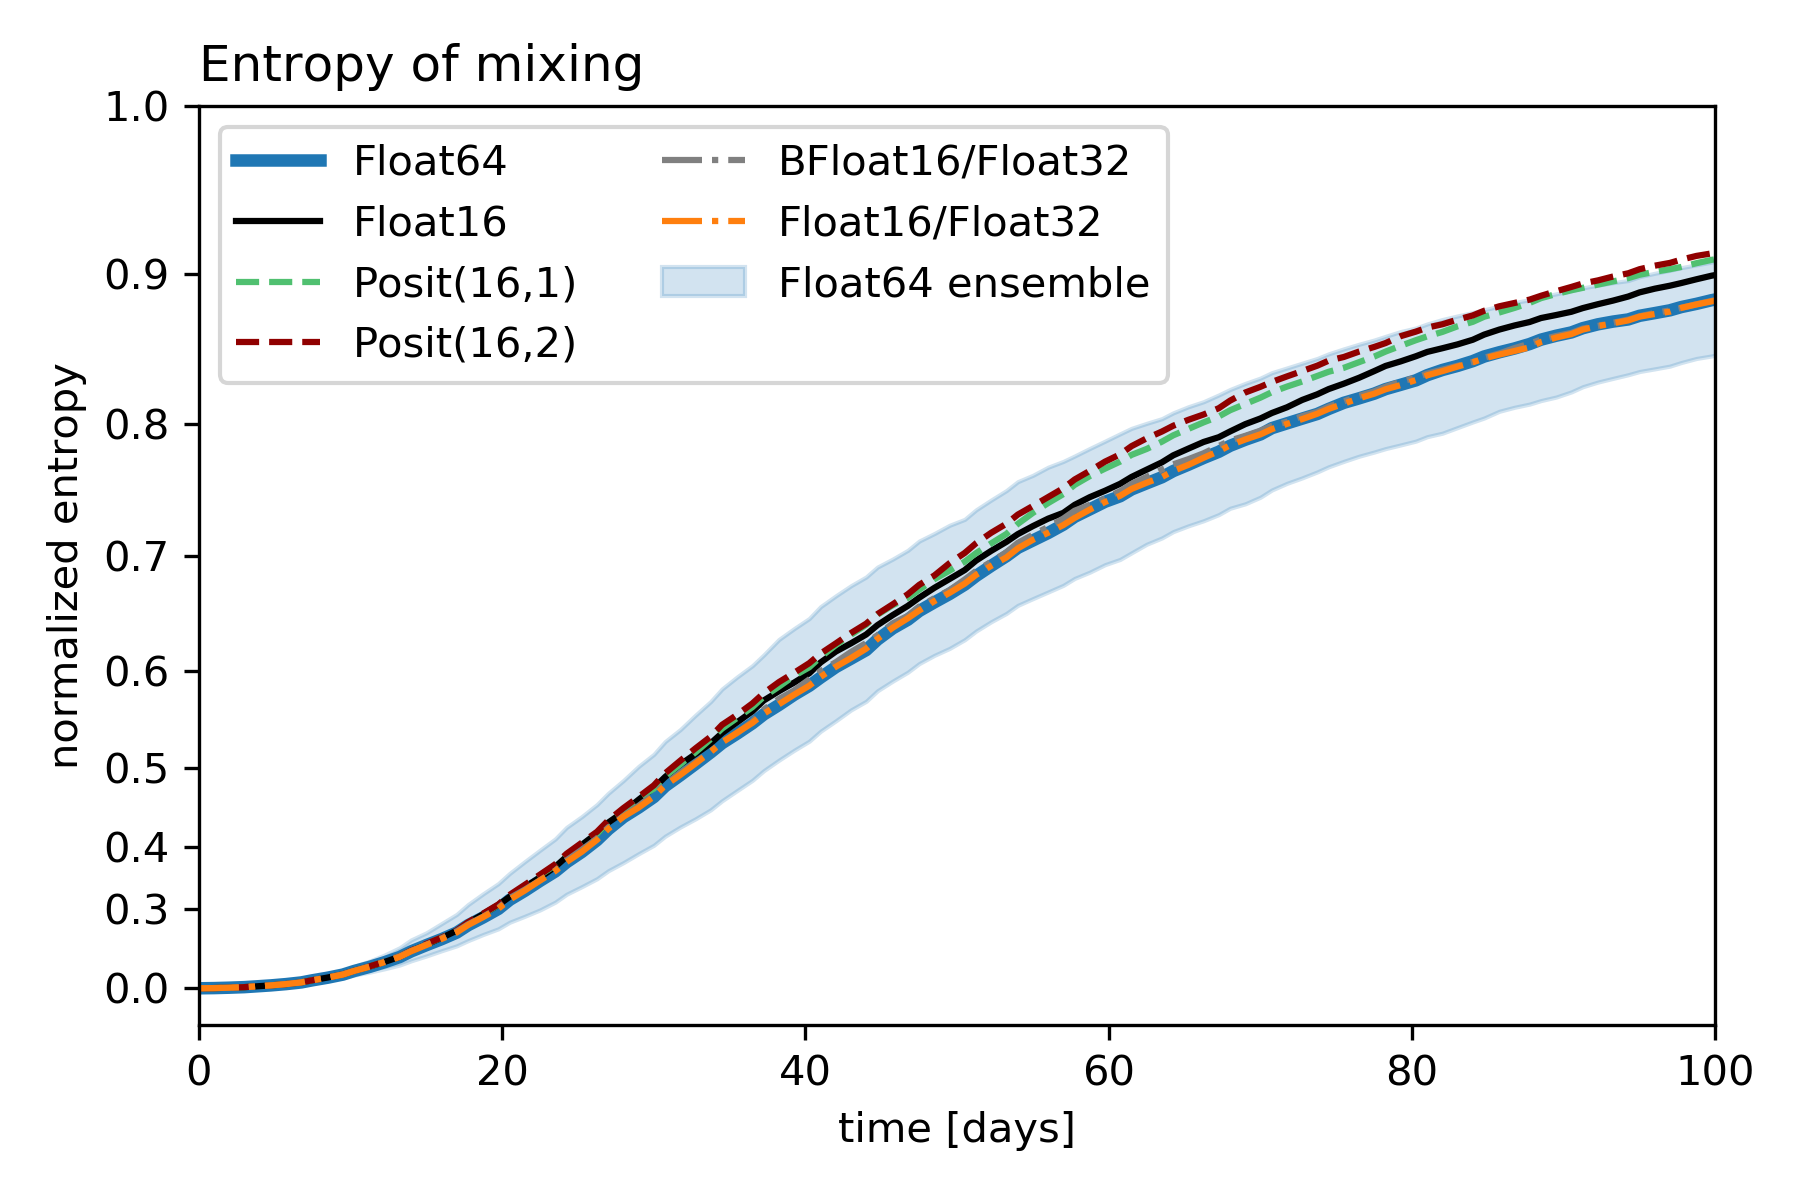 Entropy of mixing
1.0
0.9
0.8
0.7
0.6
0.5
0.4
0.3
0.0
normalized entropy
Float64
Float16
Posit(16,1)
Posit(16,2)
BFloat16/Float32
Float16/Float32
Float64 ensemble
0 20 40 60 80 100
time [days]